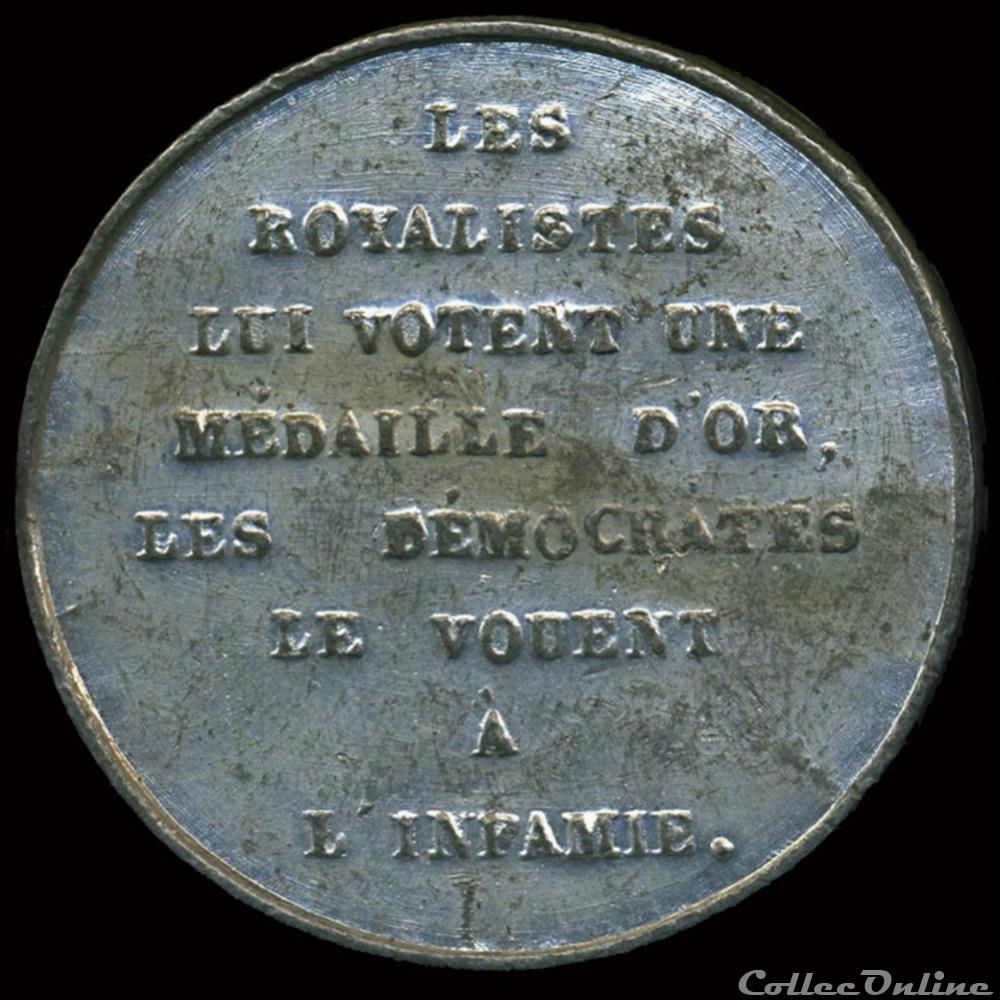 LES
ROYALISTES
LUI VOTENT UNE
MÉDAILLE D'OR,
LES DÉMOCRATES
LE VOUENT
À
L'INFAMIE.
CollecOnline